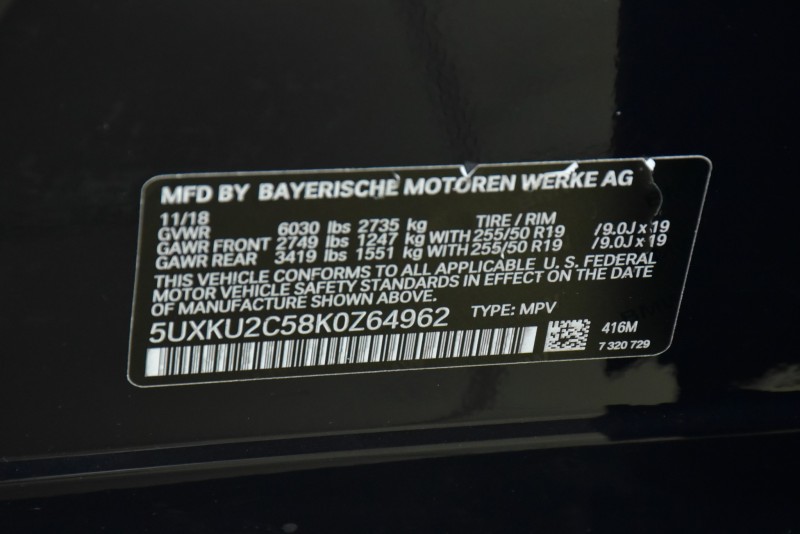 MFD BY BAYERISCHE MOTOREN WERKE AG
11/18 TIRE / RIM
GVWR 6030 lbs 2735 kg
GAWR FRONT 2749 lbs 1247 kg WITH 255/50 R19 /9.0J x 19
GAWR REAR 3419 lbs 1551 kg WITH 255/50 R19 /9.0J x 19
THIS VEHICLE CONFORMS TO ALL APPLICABLE U. S. FEDERAL
MOTOR VEHICLE SAFETY STANDARDS IN EFFECT ON THE DATE
OF MANUFACTURE SHOWN ABOVE.
5UXKU2C58K0Z64962 TYPE: MPV
416M
7 320 729